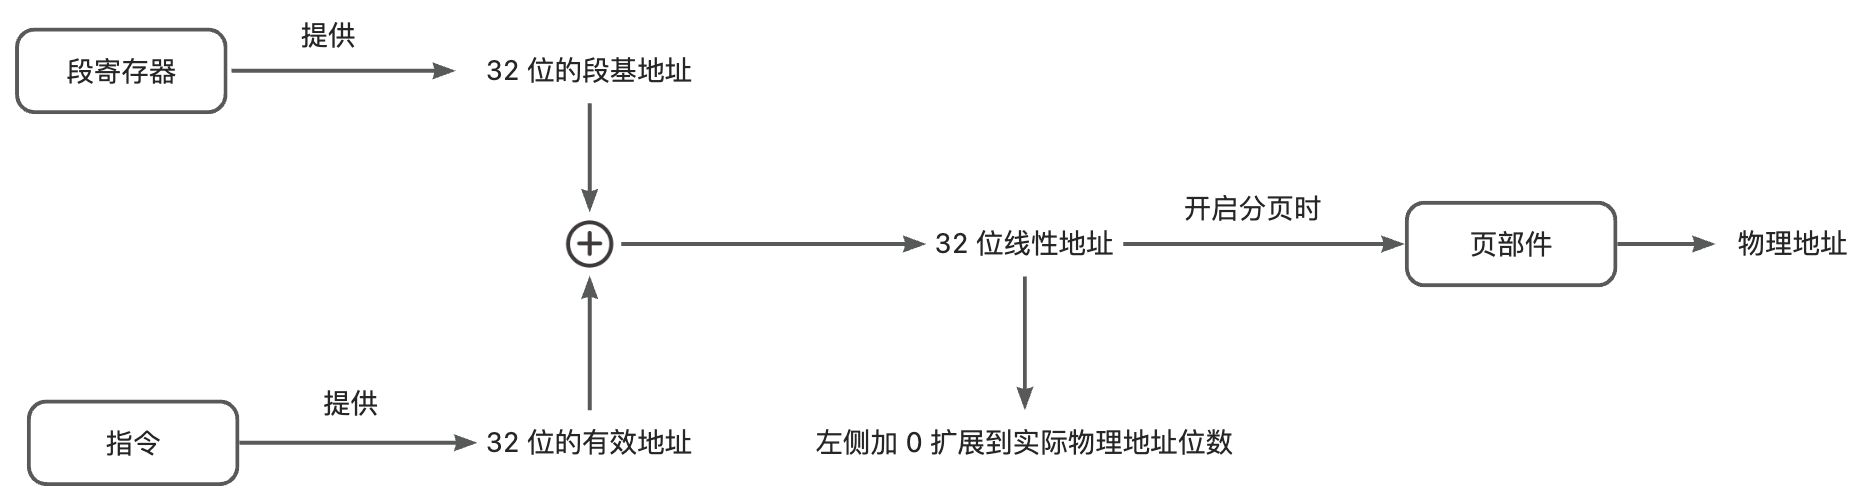 提供
段寄存器
32 位的段基地址
开启分页时
32 位线性地址
页部件
物理地址
提供
指令
32 位的有效地址
左侧加 0 扩展到实际物理地址位数